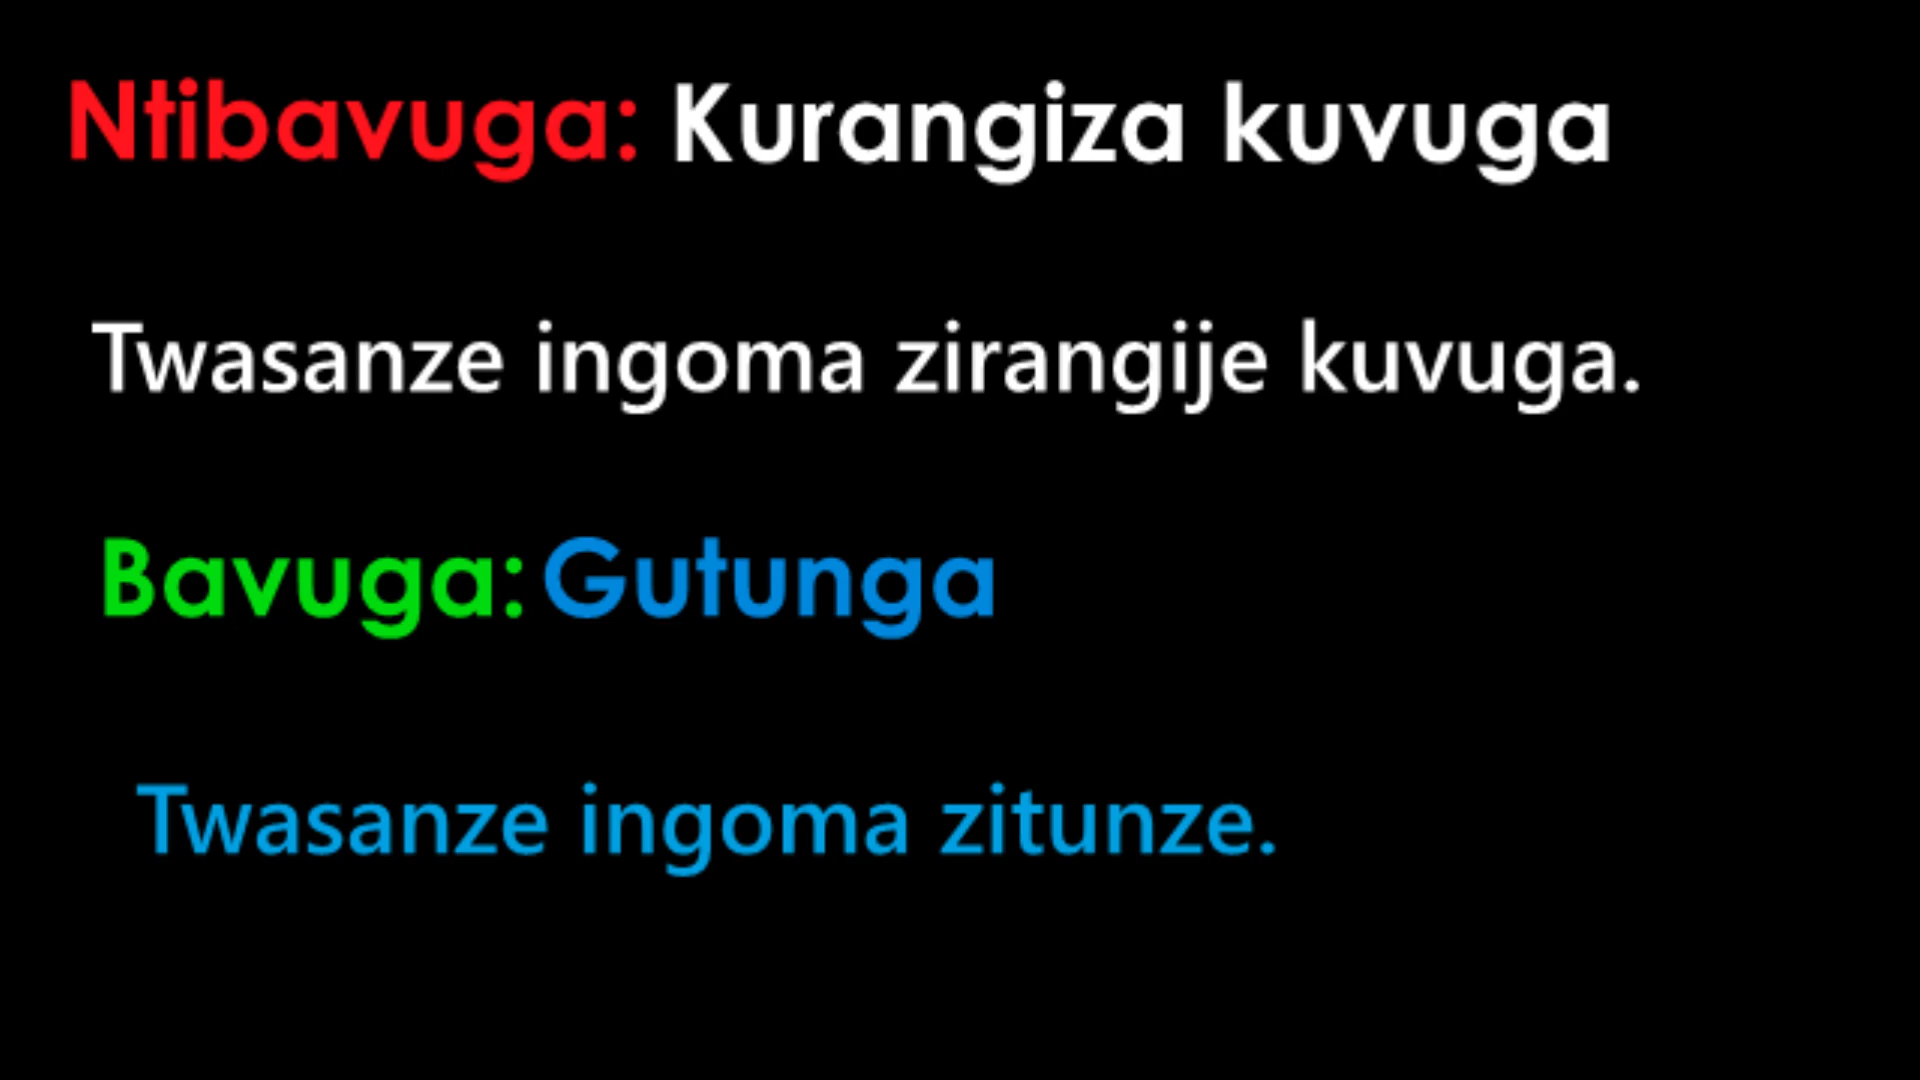 Ntibavuga: Kurangiza kuvuga
Twasanze ingoma zirangije kuvuga.
Bavuga: Gutunga
Twasanze ingoma zitunze.